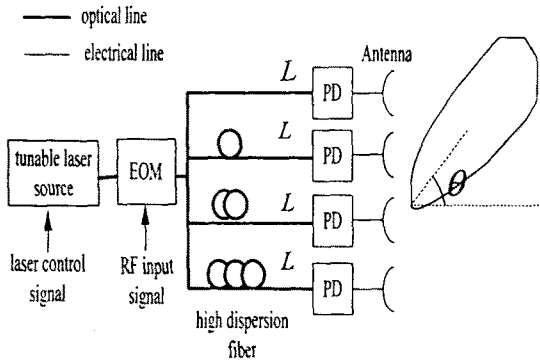 optical line
electrical line
L
PD
Antenna
L
PD
tunable laser
source
EOM
θ
L
PD
laser control
signal
RF input
signal
L
PD
high dispersion
fiber